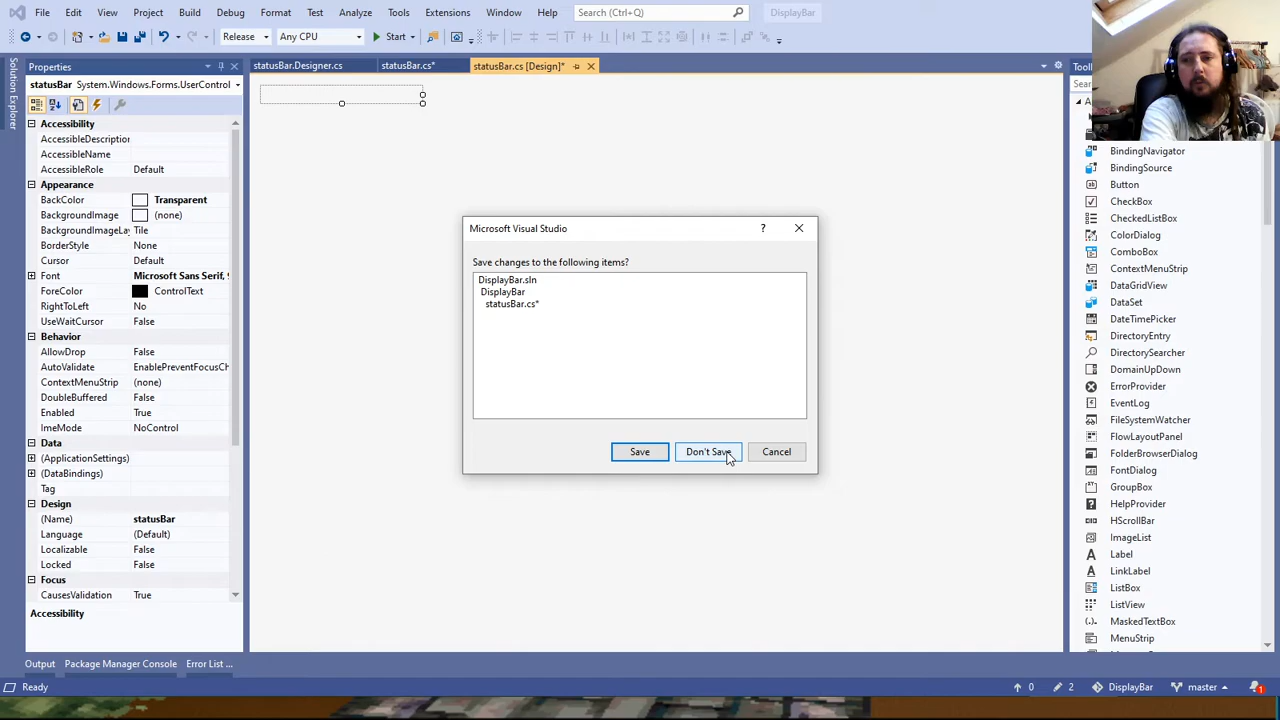 File Edit View Project Build Debug Format Test Analyze Tools Extensions Window Help Search (Ctrl+Q) DisplayBar
Release Any CPU Start
Solution Explorer
Properties
statusBar System.Windows.Forms.UserControl
Accessibility
AccessibleDescription
AccessibleName
AccessibleRole Default
Appearance
BackColor Transparent
BackgroundImage (none)
BackgroundImageLay Tile
BorderStyle None
Cursor Default
Font Microsoft Sans Serif, 9
ForeColor ControlText
RightToLeft No
UseWaitCursor False
Behavior
AllowDrop False
AutoValidate EnablePreventFocusCh
ContextMenuStrip (none)
DoubleBuffered False
Enabled True
ImeMode NoControl
Data
(ApplicationSettings)
(DataBindings)
Tag
Design
(Name) statusBar
Language (Default)
Localizable False
Locked False
Focus
CausesValidation True
Accessibility
statusBar.Designer.cs statusBar.cs* statusBar.cs [Design]*
Microsoft Visual Studio ?
Save changes to the following items?
DisplayBar.sln
DisplayBar
statusBar.cs*
Save Don't Save Cancel
Tool
Sear
BindingNavigator
BindingSource
Button
CheckBox
CheckedListBox
ColorDialog
ComboBox
ContextMenuStrip
DataGridView
DataSet
DateTimePicker
DirectoryEntry
DirectorySearcher
DomainUpDown
ErrorProvider
EventLog
FileSystemWatcher
FlowLayoutPanel
FolderBrowserDialog
FontDialog
GroupBox
HelpProvider
HScrollBar
ImageList
Label
LinkLabel
ListBox
ListView
MaskedTextBox
MenuStrip
Output Package Manager Console Error List ...
Ready 0 2 DisplayBar master 1